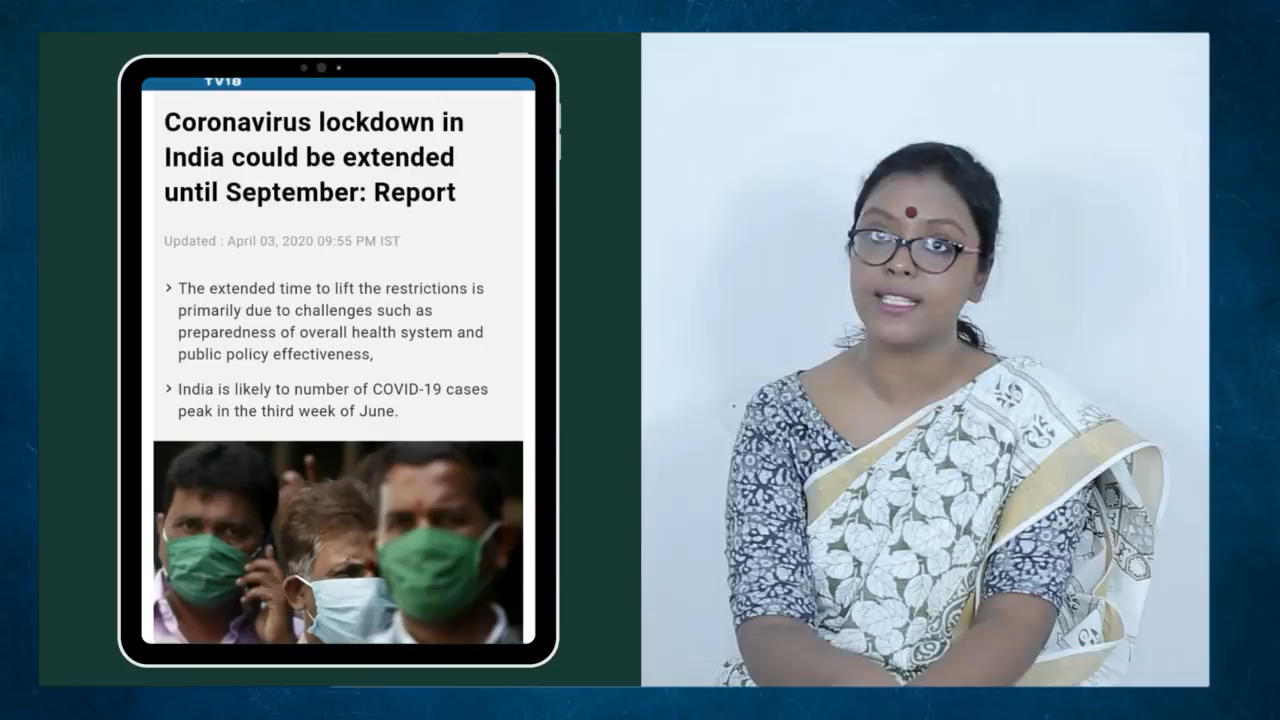 TV18
Coronavirus lockdown in
India could be extended
until September: Report
Updated : April 03, 2020 09:55 PM IST
> The extended time to lift the restrictions is
primarily due to challenges such as
preparedness of overall health system and
public policy effectiveness,
> India is likely to number of COVID-19 cases
peak in the third week of June.